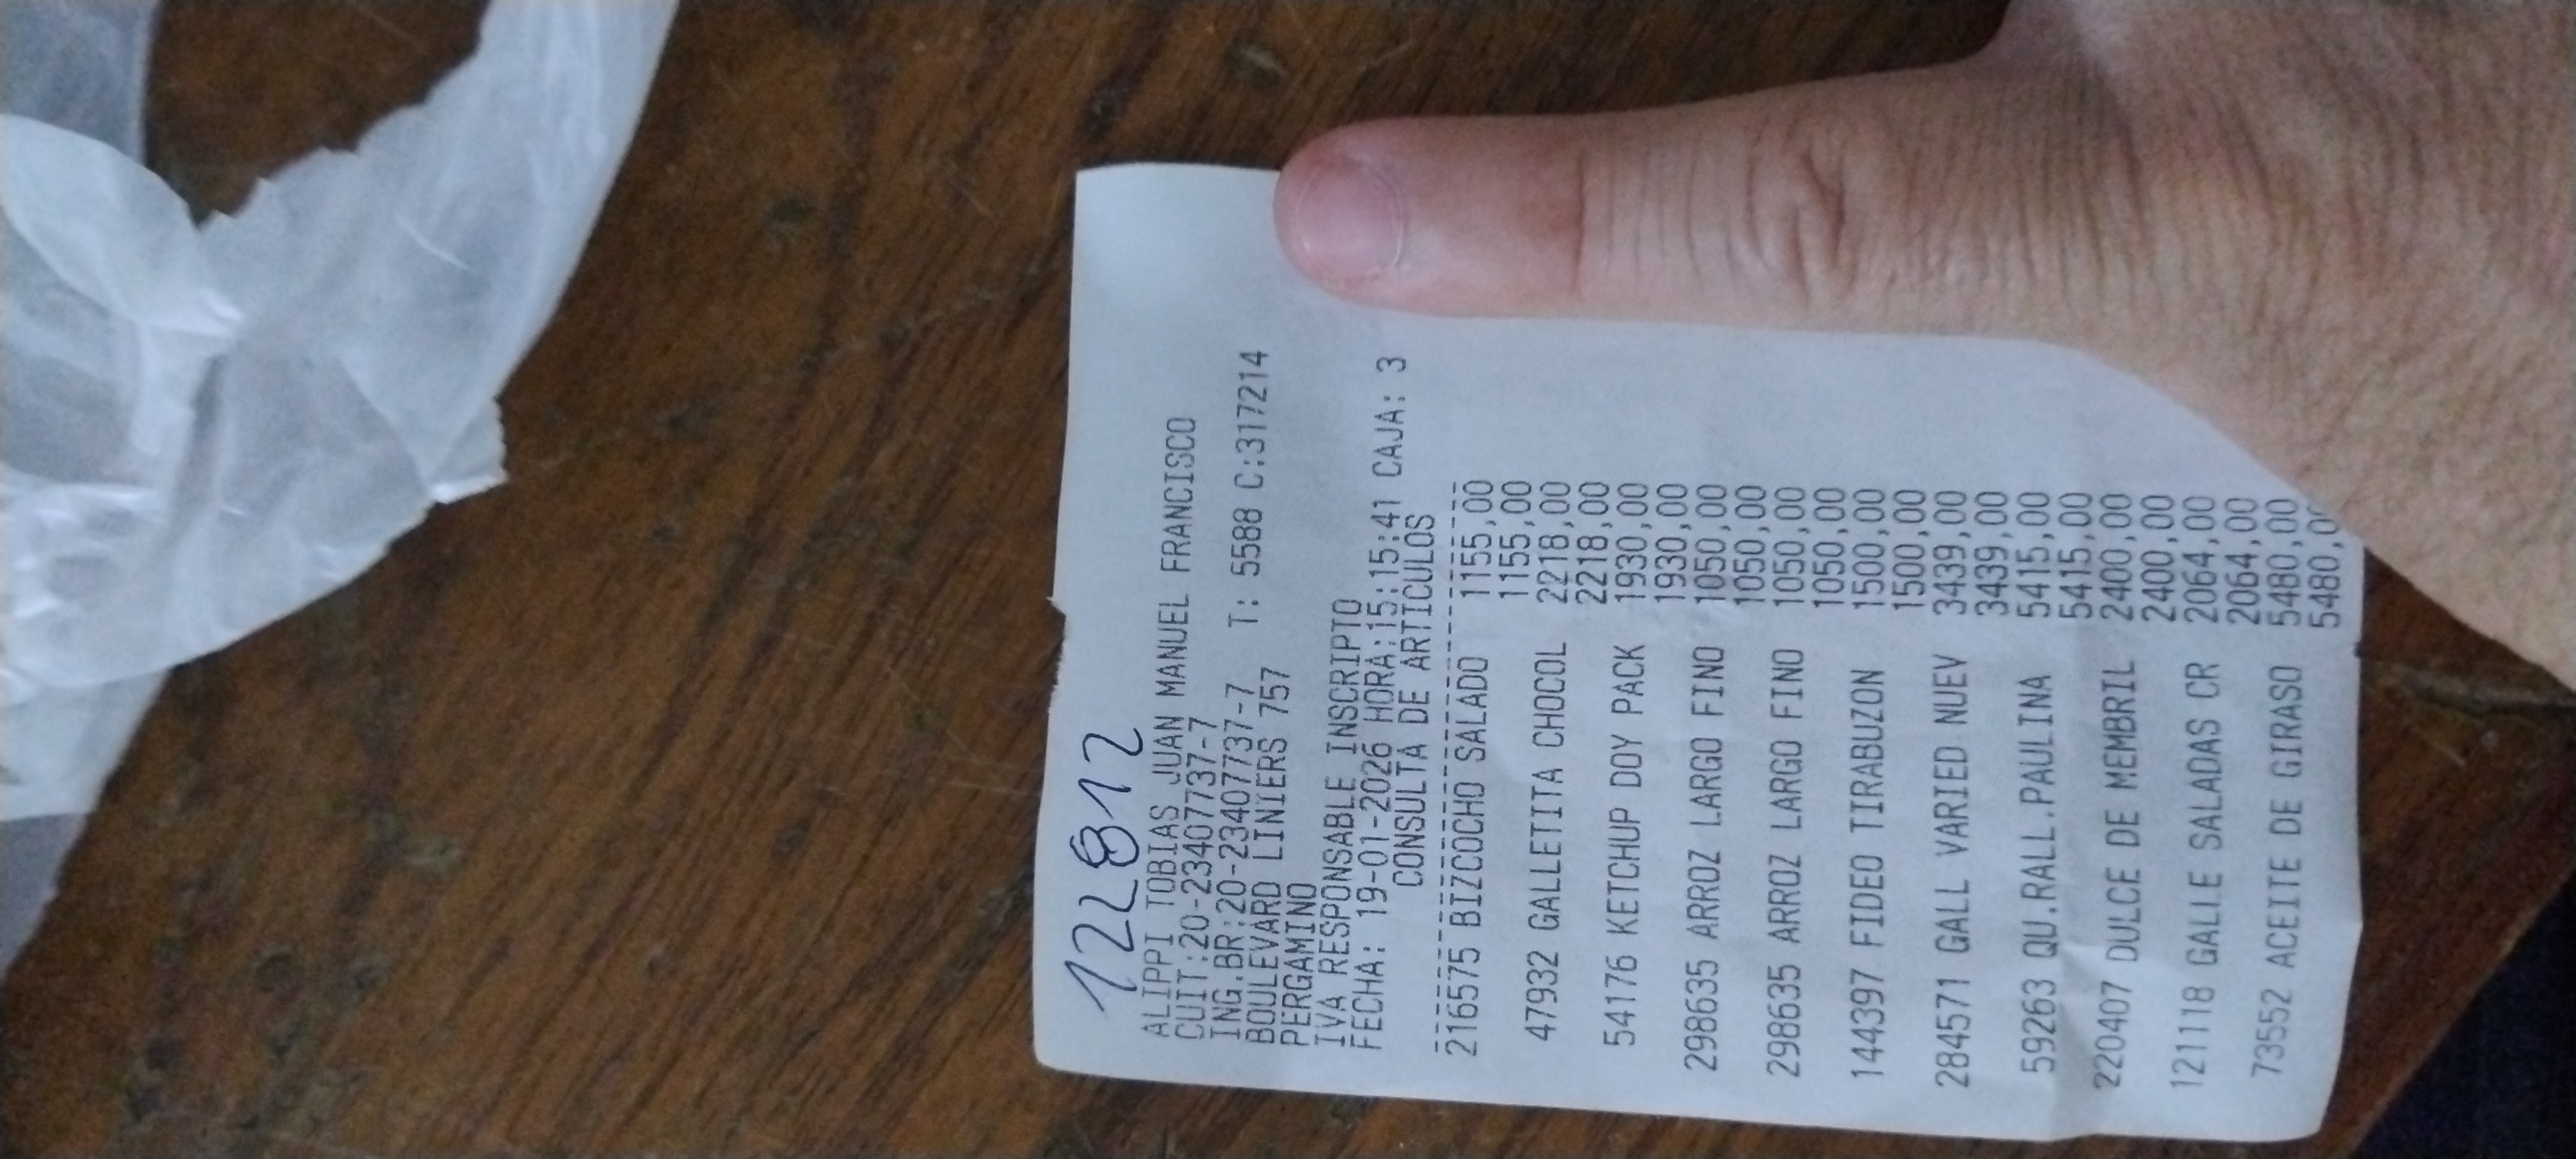 122812
ALIPPI TOBIAS JUAN MANUEL FRANCISCO
CUIT:20-23407737-7
ING.BR:20-23407737-7
BOULEVARD LINIERS 757 T: 5588 C:317214
PERGAMINO
IVA RESPONSABLE INSCRIPTO
FECHA: 19-01-2026 HORA:15:15:41 CAJA: 3
CONSULTA DE ARTICULOS
216575 BIZCOCHO SALADO 1155,00
1155,00
47932 GALLETITA CHOCOL 2218,00
2218,00
54176 KETCHUP DOY PACK 1930,00
1930,00
298635 ARROZ LARGO FINO 1050,00
1050,00
298635 ARROZ LARGO FINO 1050,00
1050,00
144397 FIDEO TIRABUZON 1500,00
1500,00
284571 GALL VARIED NUEV 3439,00
3439,00
59263 QU.RALL.PAULINA 5415,00
5415,00
220407 DULCE DE MEMBRIL 2400,00
2400,00
121118 GALLE SALADAS CR 2064,00
2064,00
73552 ACEITE DE GIRASO 5480,00
5480,00